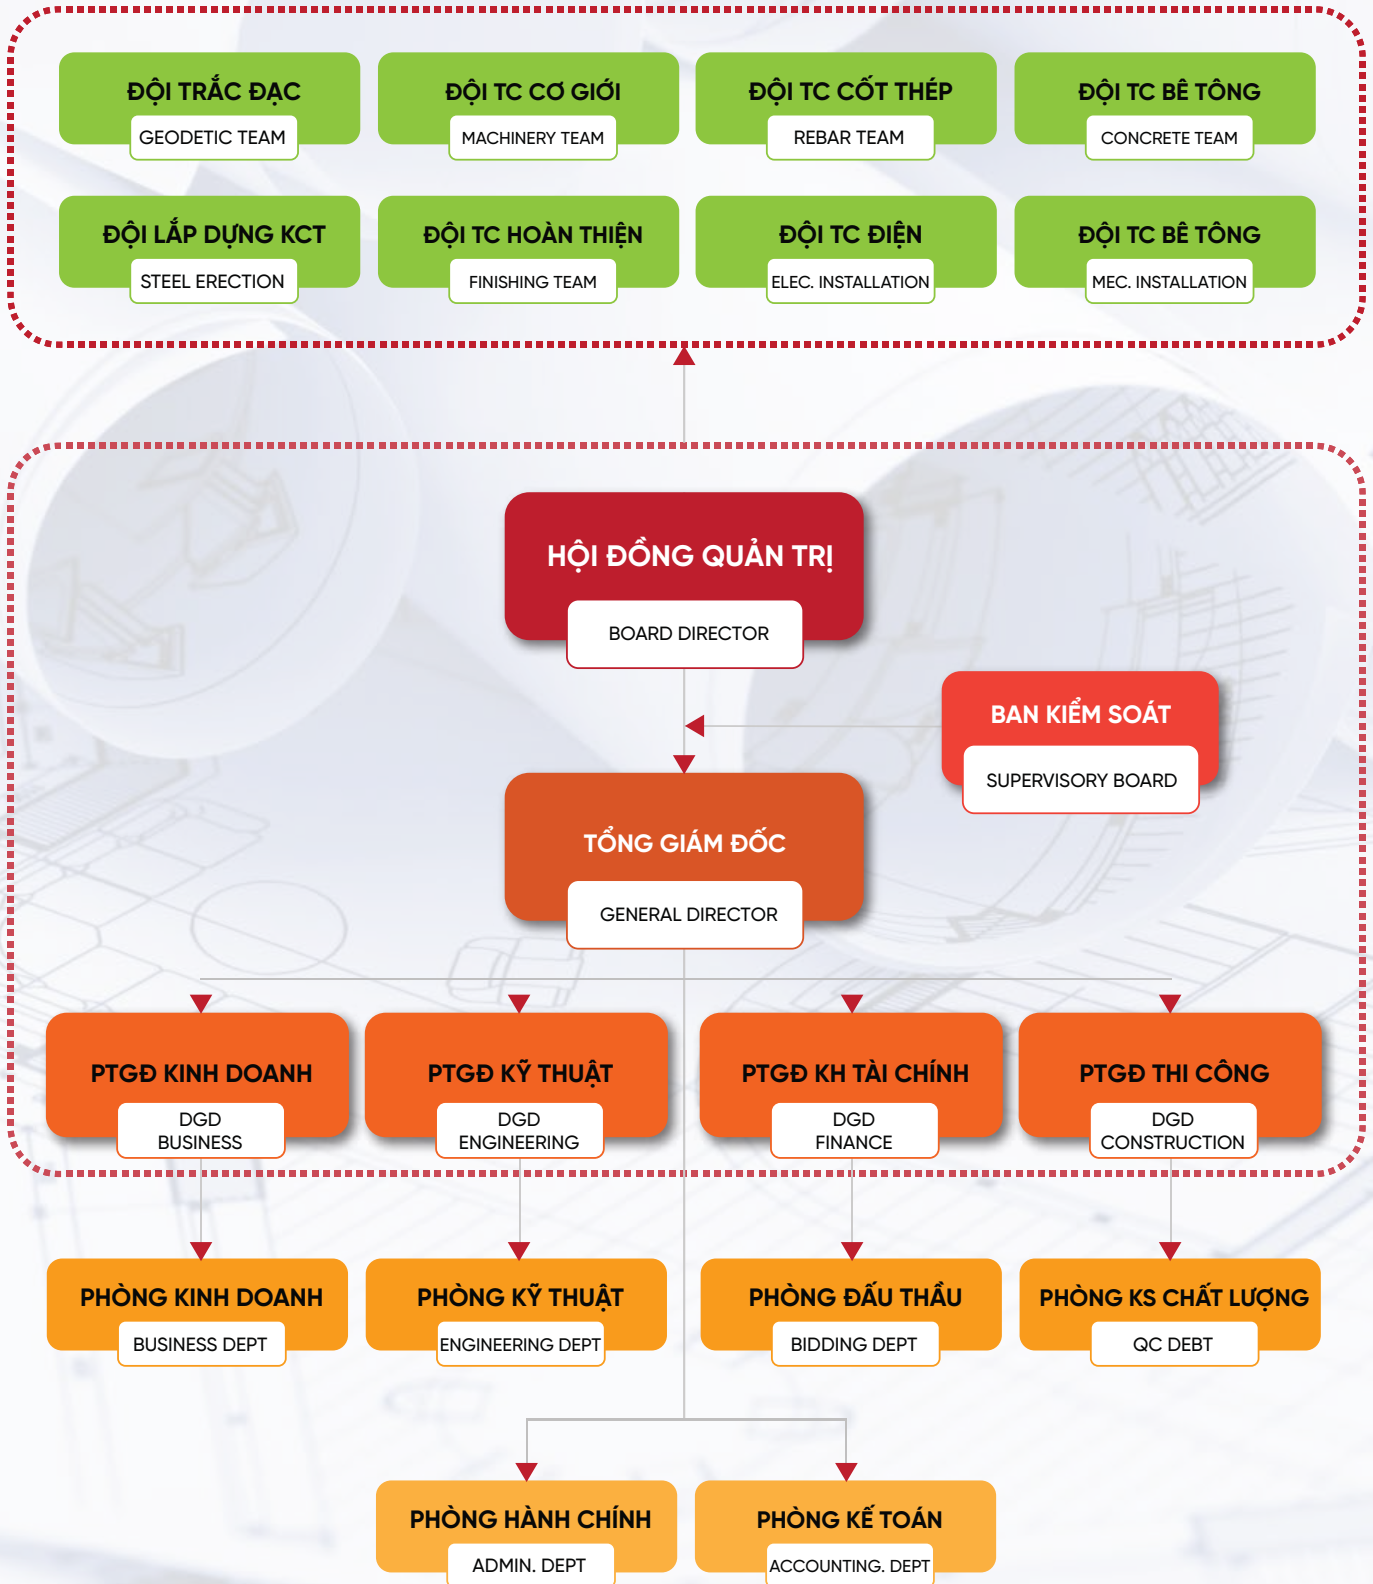 ĐỘI TRẮC ĐẠC
GEODETIC TEAM
ĐỘI TC CƠ GIỚI
MACHINERY TEAM
ĐỘI TC CỐT THÉP
REBAR TEAM
ĐỘI TC BÊ TÔNG
CONCRETE TEAM
ĐỘI LẮP DỰNG KCT
STEEL ERECTION
ĐỘI TC HOÀN THIỆN
FINISHING TEAM
ĐỘI TC ĐIỆN
ELEC. INSTALLATION
ĐỘI TC BÊ TÔNG
MEC. INSTALLATION
HỘI ĐỒNG QUẢN TRỊ
BOARD DIRECTOR
BAN KIỂM SOÁT
SUPERVISORY BOARD
TỔNG GIÁM ĐỐC
GENERAL DIRECTOR
PTGĐ KINH DOANH
DGD
BUSINESS
PTGĐ KỸ THUẬT
DGD
ENGINEERING
PTGĐ KH TÀI CHÍNH
DGD
FINANCE
PTGĐ THI CÔNG
DGD
CONSTRUCTION
PHÒNG KINH DOANH
BUSINESS DEPT
PHÒNG KỸ THUẬT
ENGINEERING DEPT
PHÒNG ĐẤU THẦU
BIDDING DEPT
PHÒNG KS CHẤT LƯỢNG
QC DEBT
PHÒNG HÀNH CHÍNH
ADMIN. DEPT
PHÒNG KẾ TOÁN
ACCOUNTING. DEPT